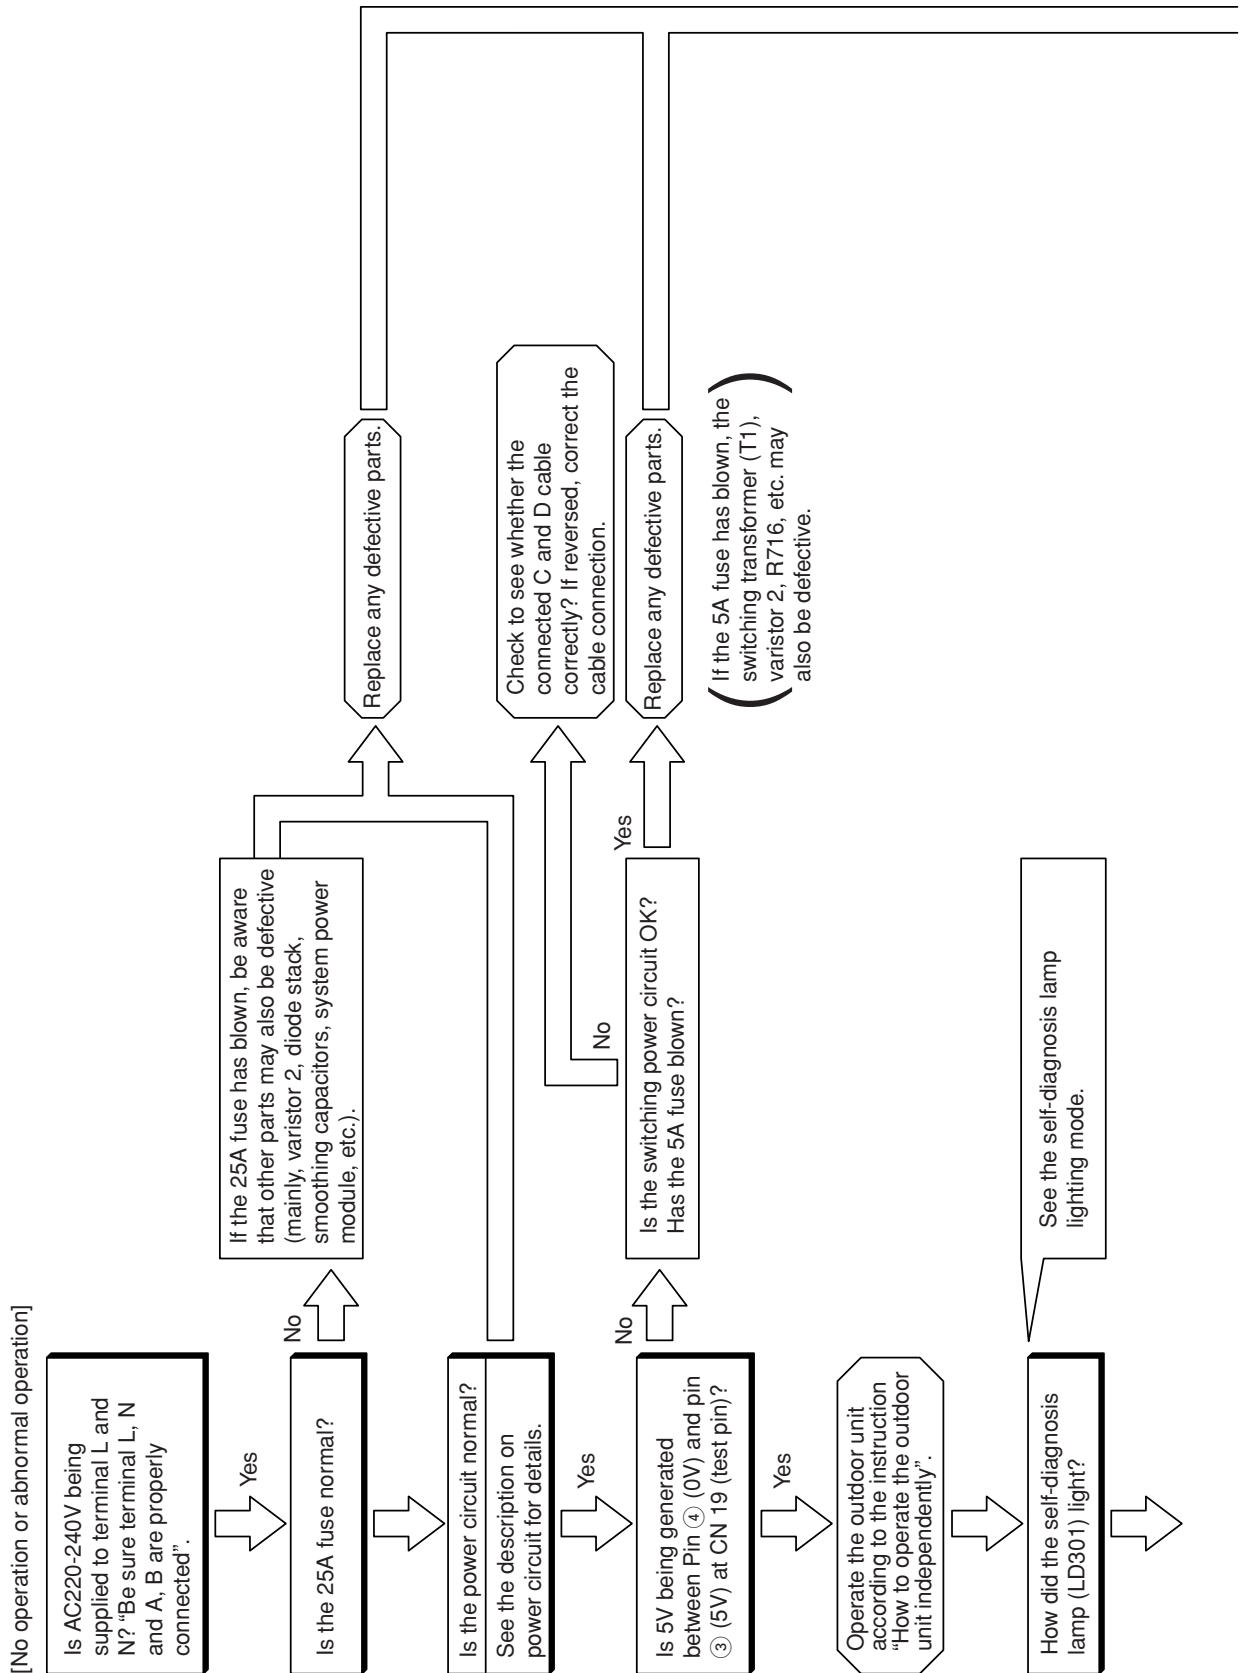 [No operation or abnormal operation]
Is AC220-240V being
supplied to terminal L and
N? “Be sure terminal L, N
and A, B are properly
connected”.
Yes
Is the 25A fuse normal?
No
If the 25A fuse has blown, be aware
that other parts may also be defective
(mainly, varistor 2, diode stack,
smoothing capacitors, system power
module, etc.).
Replace any defective parts.
Is the power circuit normal?
See the description on
power circuit for details.
Yes
Is 5V being generated
between Pin ④ (0V) and pin
③ (5V) at CN 19 (test pin)?
No
Is the switching power circuit OK?
Has the 5A fuse blown?
No
Check to see whether the
connected C and D cable
correctly? If reversed, correct the
cable connection.
Yes
Replace any defective parts.
(If the 5A fuse has blown, the
switching transformer (T1),
varistor 2, R716, etc. may
also be defective.)
Yes
Operate the outdoor unit
according to the instruction
“How to operate the outdoor
unit independently”.
How did the self-diagnosis
lamp (LD301) light?
See the self-diagnosis lamp
lighting mode.